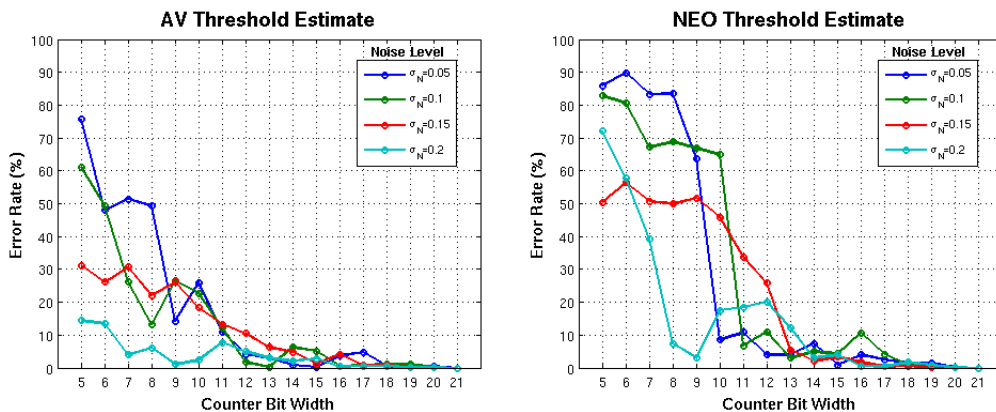 AV Threshold Estimate
100
90
80
70
60
50
40
30
20
10
0
Error Rate (%)
5 6 7 8 9 10 11 12 13 14 15 16 17 18 19 20 21
Counter Bit Width
Noise Level
σN=0.05
σN=0.1
σN=0.15
σN=0.2
NEO Threshold Estimate
100
90
80
70
60
50
40
30
20
10
0
Error Rate (%)
5 6 7 8 9 10 11 12 13 14 15 16 17 18 19 20 21
Counter Bit Width
Noise Level
σN=0.05
σN=0.1
σN=0.15
σN=0.2